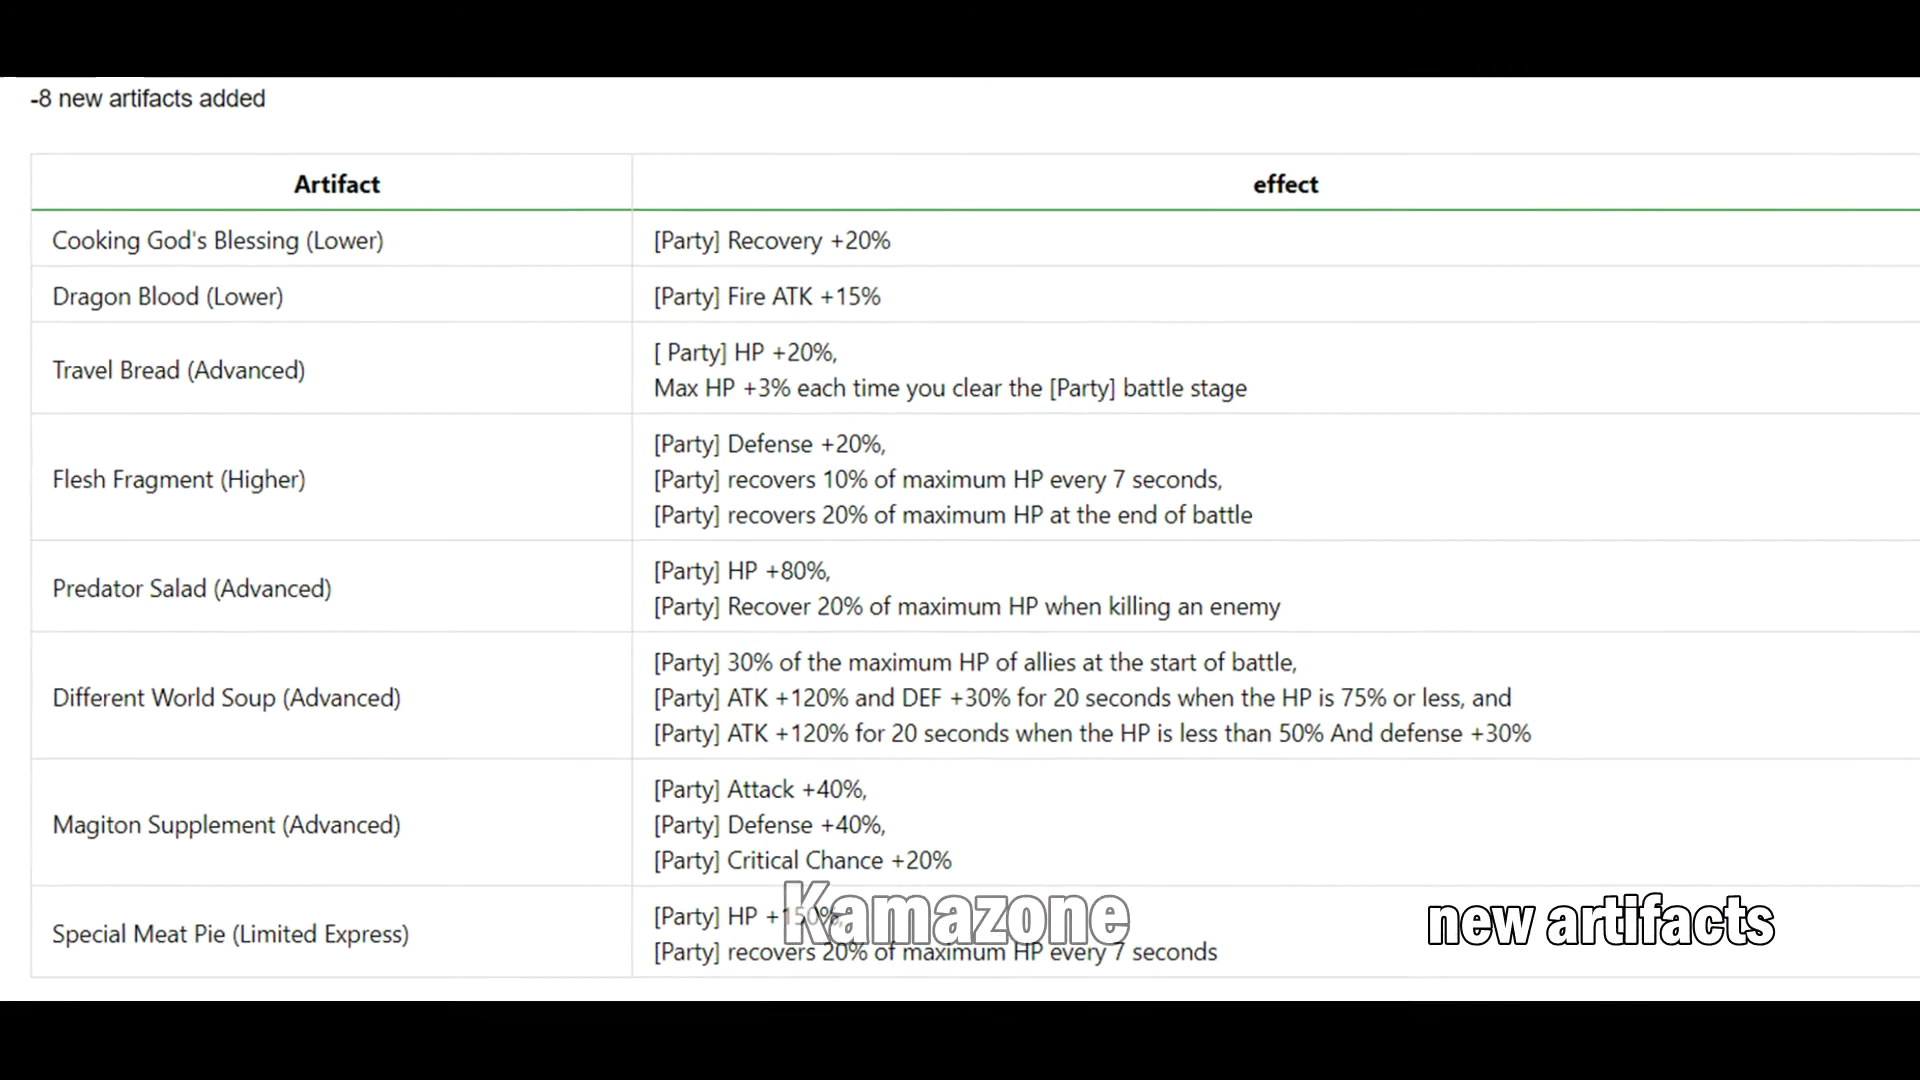 -8 new artifacts added
Artifact
effect
Cooking God's Blessing (Lower)
[Party] Recovery +20%
Dragon Blood (Lower)
[Party] Fire ATK +15%
Travel Bread (Advanced)
[ Party] HP +20%,
Max HP +3% each time you clear the [Party] battle stage
Flesh Fragment (Higher)
[Party] Defense +20%,
[Party] recovers 10% of maximum HP every 7 seconds,
[Party] recovers 20% of maximum HP at the end of battle
Predator Salad (Advanced)
[Party] HP +80%,
[Party] Recover 20% of maximum HP when killing an enemy
Different World Soup (Advanced)
[Party] 30% of the maximum HP of allies at the start of battle,
[Party] ATK +120% and DEF +30% for 20 seconds when the HP is 75% or less, and
[Party] ATK +120% for 20 seconds when the HP is less than 50% And defense +30%
Magiton Supplement (Advanced)
[Party] Attack +40%,
[Party] Defense +40%,
[Party] Critical Chance +20%
Special Meat Pie (Limited Express)
[Party] HP +150%,
[Party] recovers 20% of maximum HP every 7 seconds
Kamazone
new artifacts